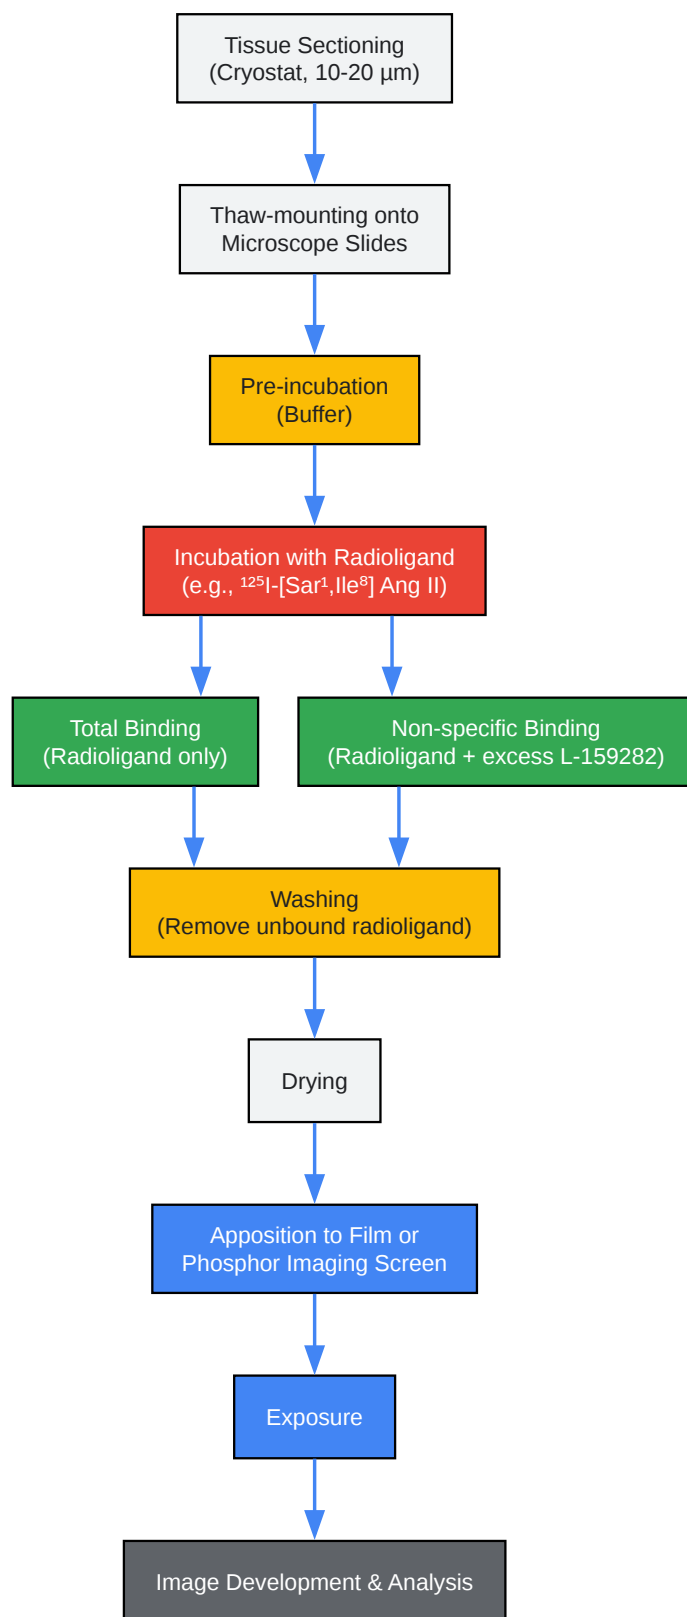 Tissue Sectioning
(Cryostat, 10-20 µm)
Thaw-mounting onto
Microscope Slides
Pre-incubation
(Buffer)
Incubation with Radioligand
(e.g., ¹²⁵I-[Sar¹,Ile⁸] Ang II)
Total Binding
(Radioligand only)
Non-specific Binding
(Radioligand + excess L-159282)
Washing
(Remove unbound radioligand)
Drying
Apposition to Film or
Phosphor Imaging Screen
Exposure
Image Development & Analysis